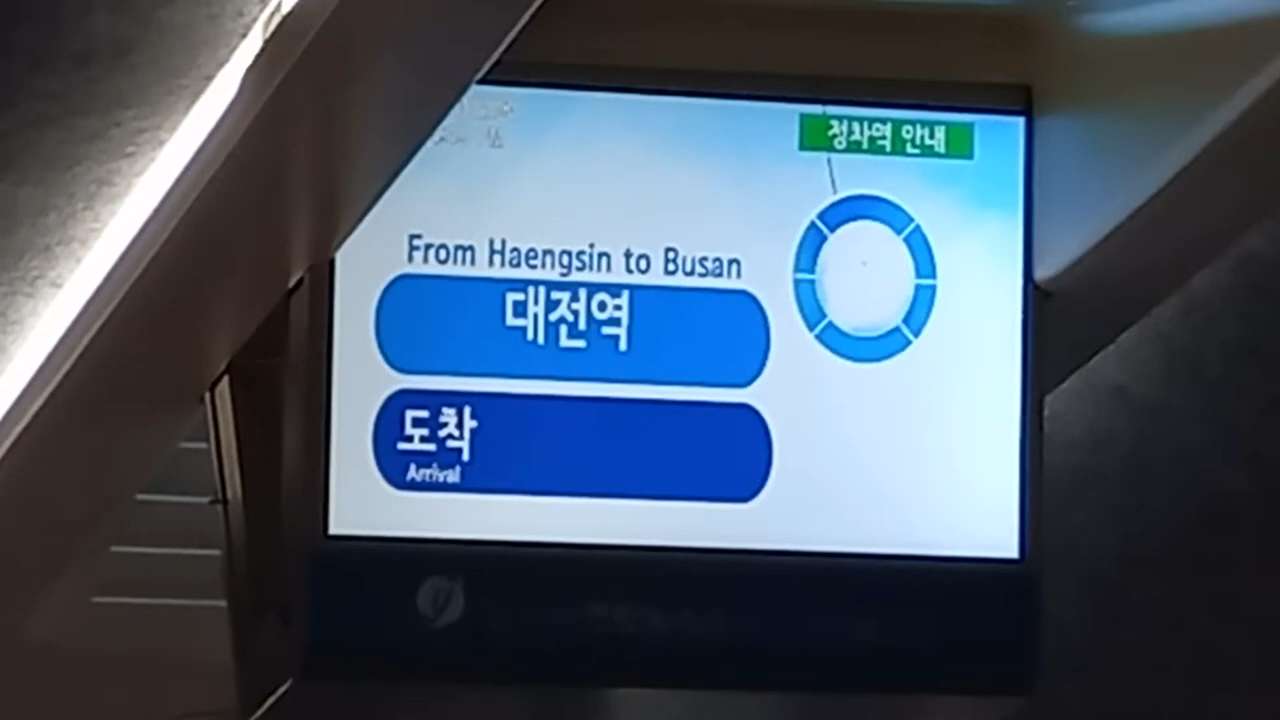 정차역 안내
From Haengsin to Busan
대전역
도착
Arrival